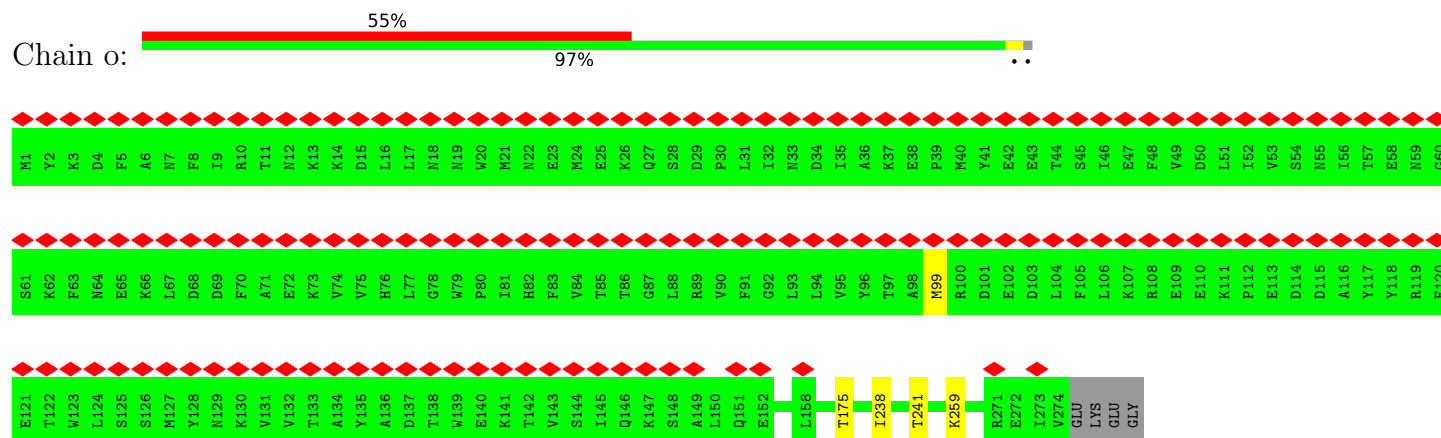 55%
Chain o:
97%
..
M1 Y2 K3 D4 F5 A6 N7 F8 I9 R10 T11 N12 K13 K14 D15 L16 L17 N18 N19 W20 M21 N22 E23 M24 E25 K26 Q27 S28 D29 P30 L31 I32 N33 D34 I35 A36 K37 E38 P39 M40 Y41 E42 E43 T44 S45 I46 E47 F48 V49 D50 L51 I52 V53 S54 N55 I56 T57 E58 N59 G60
S61 K62 F63 N64 E65 K66 L67 D68 D69 F70 A71 E72 K73 V74 V75 H76 L77 G78 W79 P80 I81 H82 F83 V84 T85 T86 G87 L88 R89 V90 F91 G92 L93 L94 V95 Y96 T97 A98 M99 R100 D101 E102 D103 L104 F105 L106 K107 R108 E109 E110 K111 P112 E113 D114 D115 A116 Y117 Y118 R119
E121 T122 W123 L124 S125 S126 M127 Y128 N129 K130 V131 V132 T133 A134 Y135 A136 D137 T138 W139 E140 K141 T142 V143 S144 I145 Q146 K147 S148 A149 L150 Q151 E152 L158 T175 I238 T241 K259 R271 E272 I273 V274 GLU LYS GLU GLY